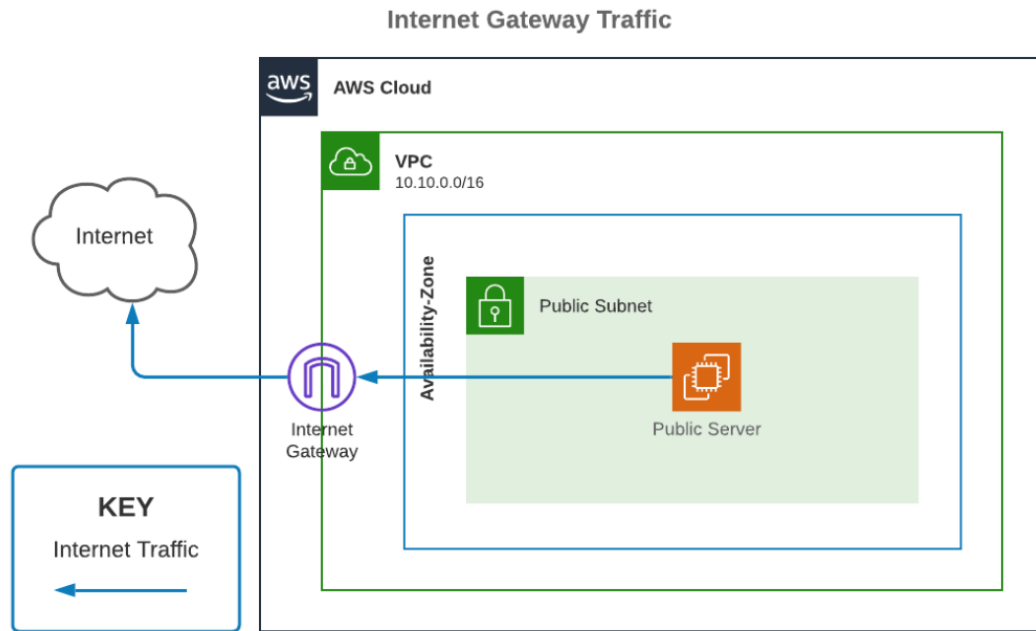 Internet Gateway Traffic
aws
AWS Cloud
VPC
10.10.0.0/16
Internet
Availability-Zone
Public Subnet
Internet
Gateway
Public Server
KEY
Internet Traffic